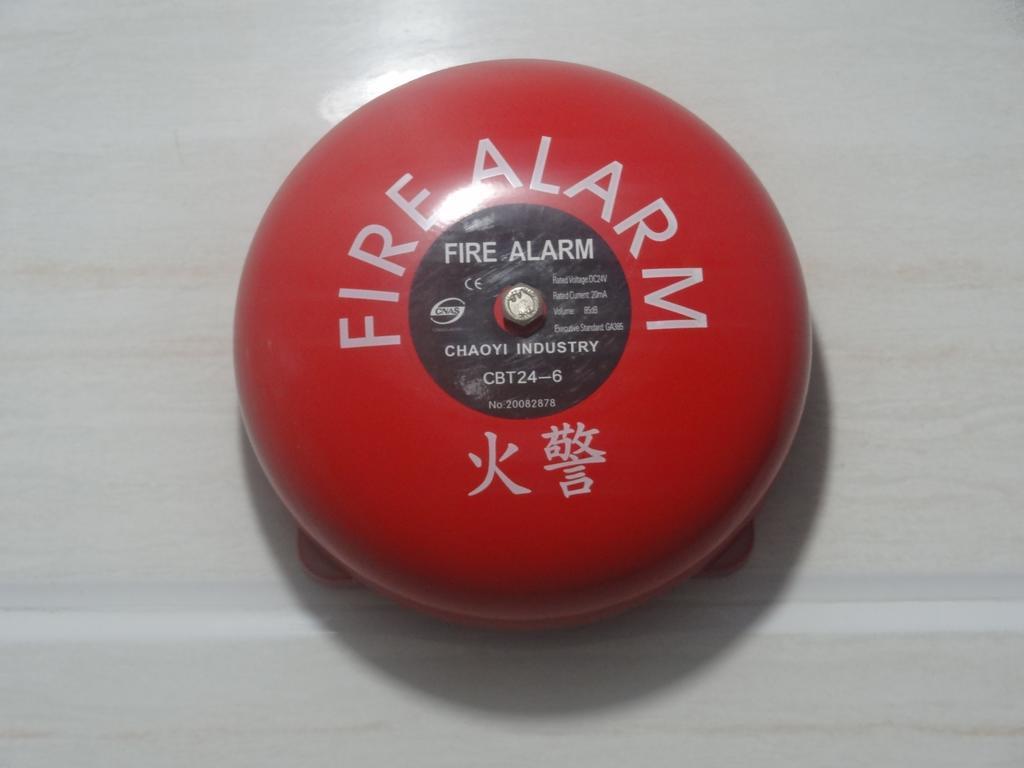 FIRE ALARM
FIRE ALARM
CE
Rated Voltage:DC24V
Rated Current: 20mA
CNAS
Volume: 85dB
Executive Standard: GA385
CHAOYI INDUSTRY
CBT24-6
No:20082878
火警